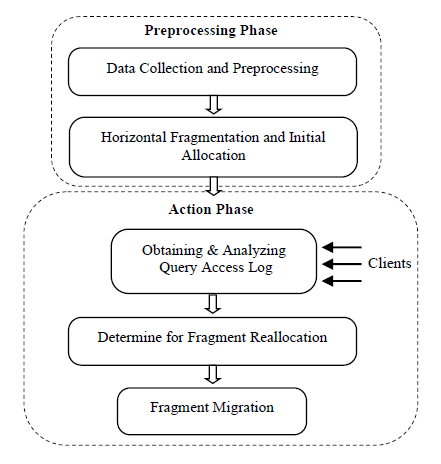 Preprocessing Phase
Data Collection and Preprocessing
Horizontal Fragmentation and Initial
Allocation
Action Phase
Obtaining & Analyzing
Query Access Log
Clients
Determine for Fragment Reallocation
Fragment Migration